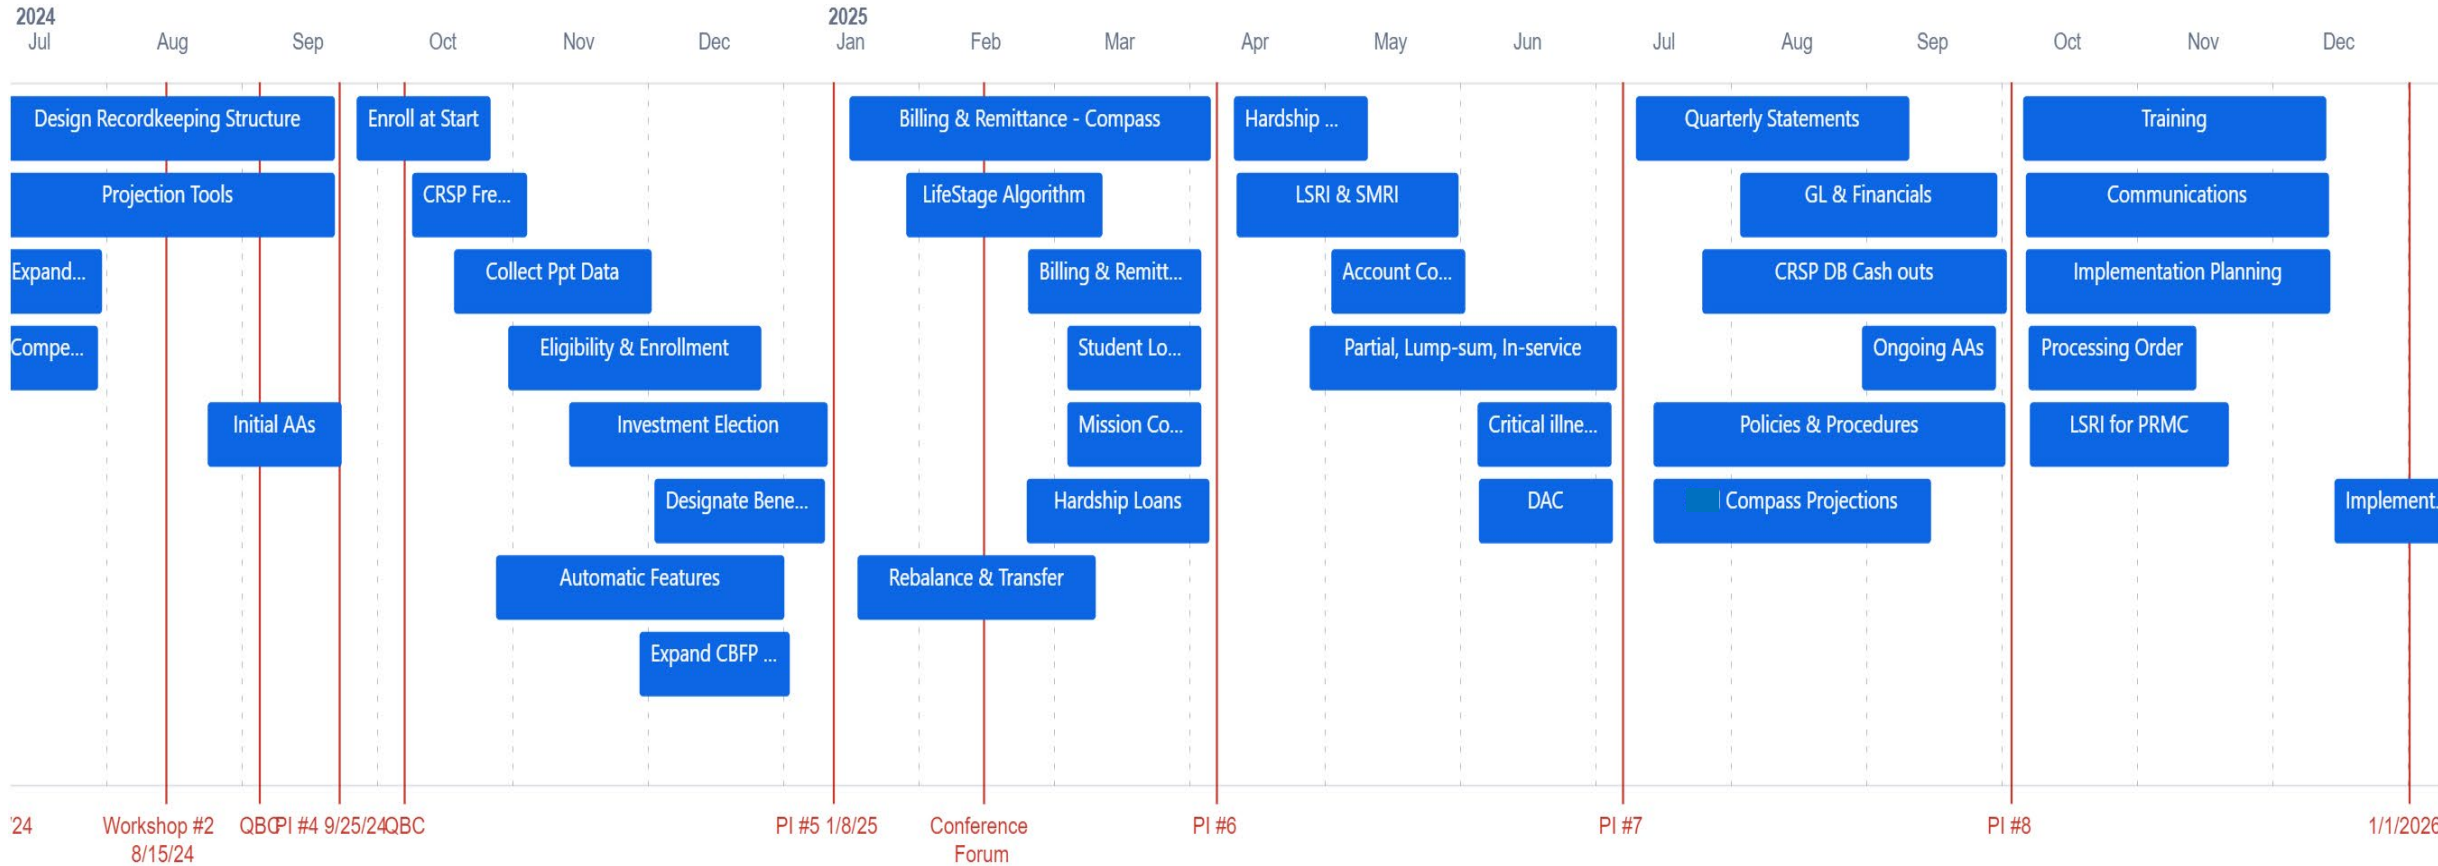 2024
2025
Jul Aug Sep Oct Nov Dec Jan Feb Mar Apr May Jun Jul Aug Sep Oct Nov Dec
Design Recordkeeping Structure
Enroll at Start
Billing & Remittance - Compass
Hardship ...
Quarterly Statements
Training
Projection Tools
CRSP Fre...
LifeStage Algorithm
LSRI & SMRI
GL & Financials
Communications
Expand...
Collect Ppt Data
Billing & Remitt...
Account Co...
CRSP DB Cash outs
Implementation Planning
Compe...
Eligibility & Enrollment
Student Lo...
Partial, Lump-sum, In-service
Ongoing AAs
Processing Order
Initial AAs
Investment Election
Mission Co...
Critical illne...
Policies & Procedures
LSRI for PRMC
Designate Bene...
Hardship Loans
DAC
Compass Projections
Implement.
Automatic Features
Rebalance & Transfer
Expand CBFP ...
'24
Workshop #2
8/15/24
QBC
PI #4 9/25/24
QBC
PI #5 1/8/25
Conference
Forum
PI #6
PI #7
PI #8
1/1/2026